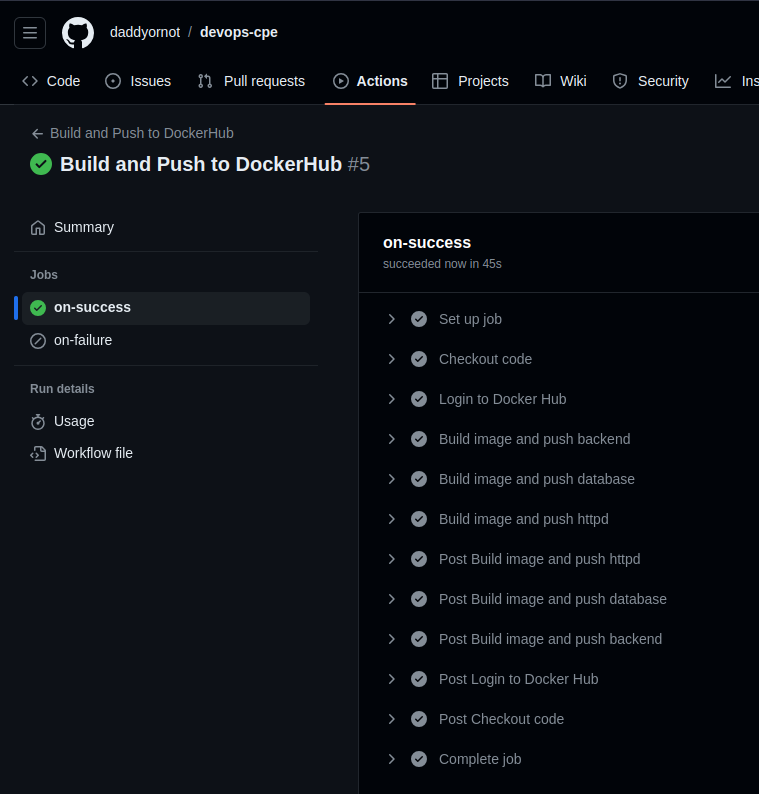 daddyornot / devops-cpe
Code Issues Pull requests Actions Projects Wiki Security Ins
Build and Push to DockerHub
Build and Push to DockerHub #5
Summary
Jobs
on-success
on-failure
Run details
Usage
Workflow file
on-success
succeeded now in 45s
Set up job
Checkout code
Login to Docker Hub
Build image and push backend
Build image and push database
Build image and push httpd
Post Build image and push httpd
Post Build image and push database
Post Build image and push backend
Post Login to Docker Hub
Post Checkout code
Complete job